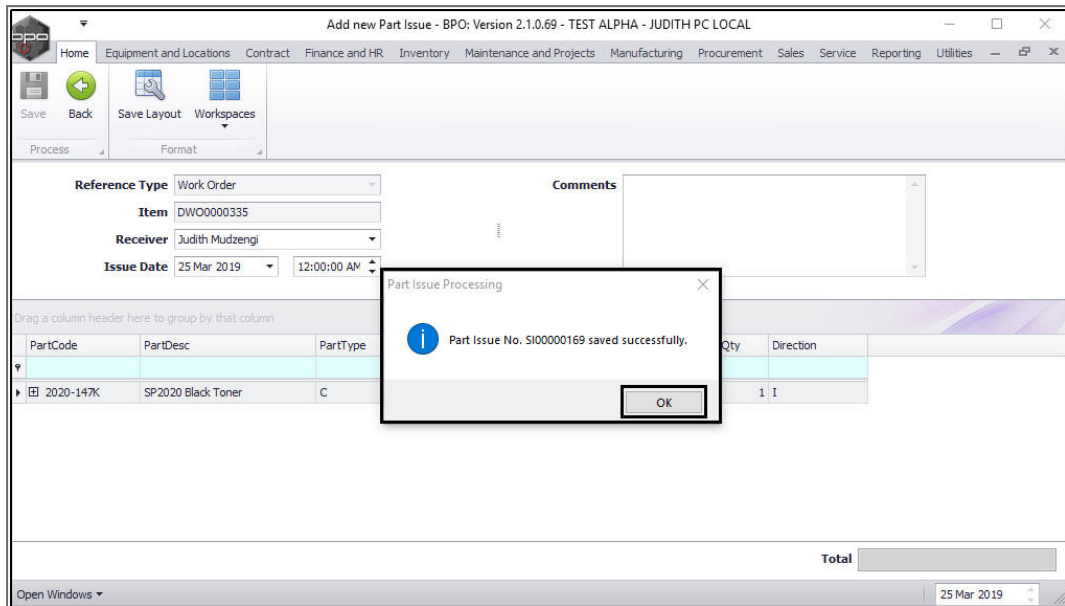 Add new Part Issue - BPO: Version 2.1.0.69 - TEST ALPHA - JUDITH PC LOCAL
bpo
Home Equipment and Locations Contract Finance and HR Inventory Maintenance and Projects Manufacturing Procurement Sales Service Reporting Utilities
Save Back Save Layout Workspaces
Process Format
Reference Type Work Order Comments
Item DWO0000335
Receiver Judith Mudzengi
Issue Date 25 Mar 2019 12:00:00 AM
Part Issue Processing
Part Issue No. SI00000169 saved successfully.
OK
Drag a column header here to group by that column
PartCode PartDesc PartType Qty Direction
2020-147K SP2020 Black Toner C 1 I
Total
Open Windows 25 Mar 2019